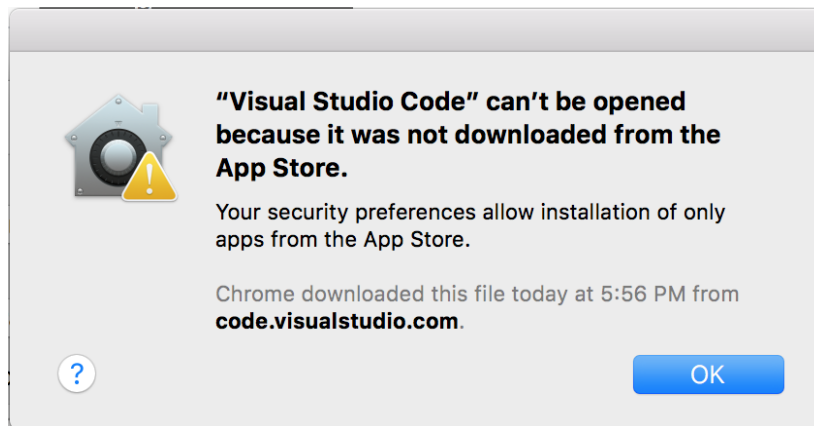 “Visual Studio Code” can’t be opened
because it was not downloaded from the
App Store.
Your security preferences allow installation of only
apps from the App Store.
Chrome downloaded this file today at 5:56 PM from
code.visualstudio.com.
?
OK